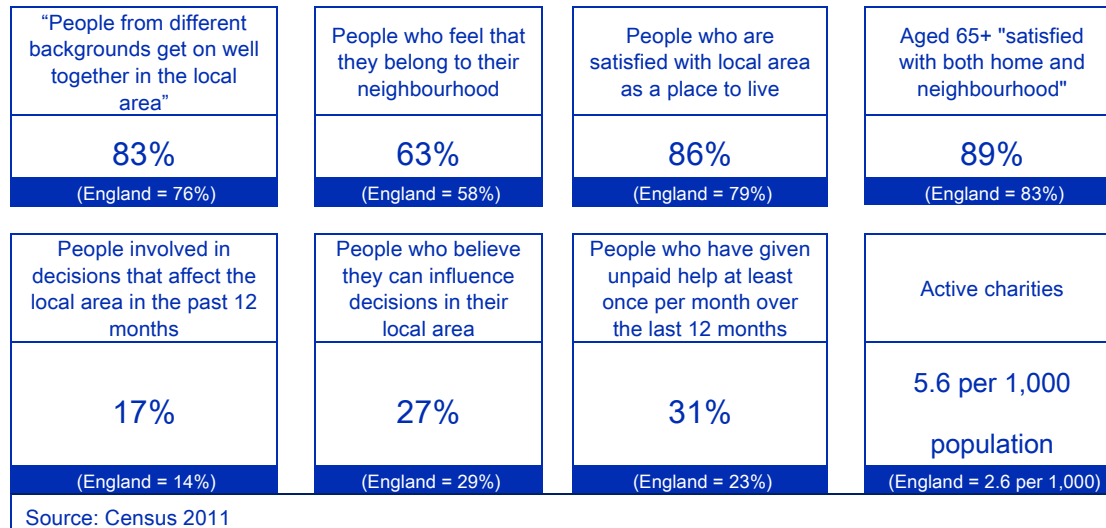 “People from different
backgrounds get on well
together in the local
area”
83%
(England = 76%)
People who feel that
they belong to their
neighbourhood
63%
(England = 58%)
People who are
satisfied with local area
as a place to live
86%
(England = 79%)
Aged 65+ "satisfied
with both home and
neighbourhood"
89%
(England = 83%)
People involved in
decisions that affect the
local area in the past 12
months
17%
(England = 14%)
People who believe
they can influence
decisions in their
local area
27%
(England = 29%)
People who have given
unpaid help at least
once per month over
the last 12 months
31%
(England = 23%)
Active charities
5.6 per 1,000
population
(England = 2.6 per 1,000)
Source: Census 2011